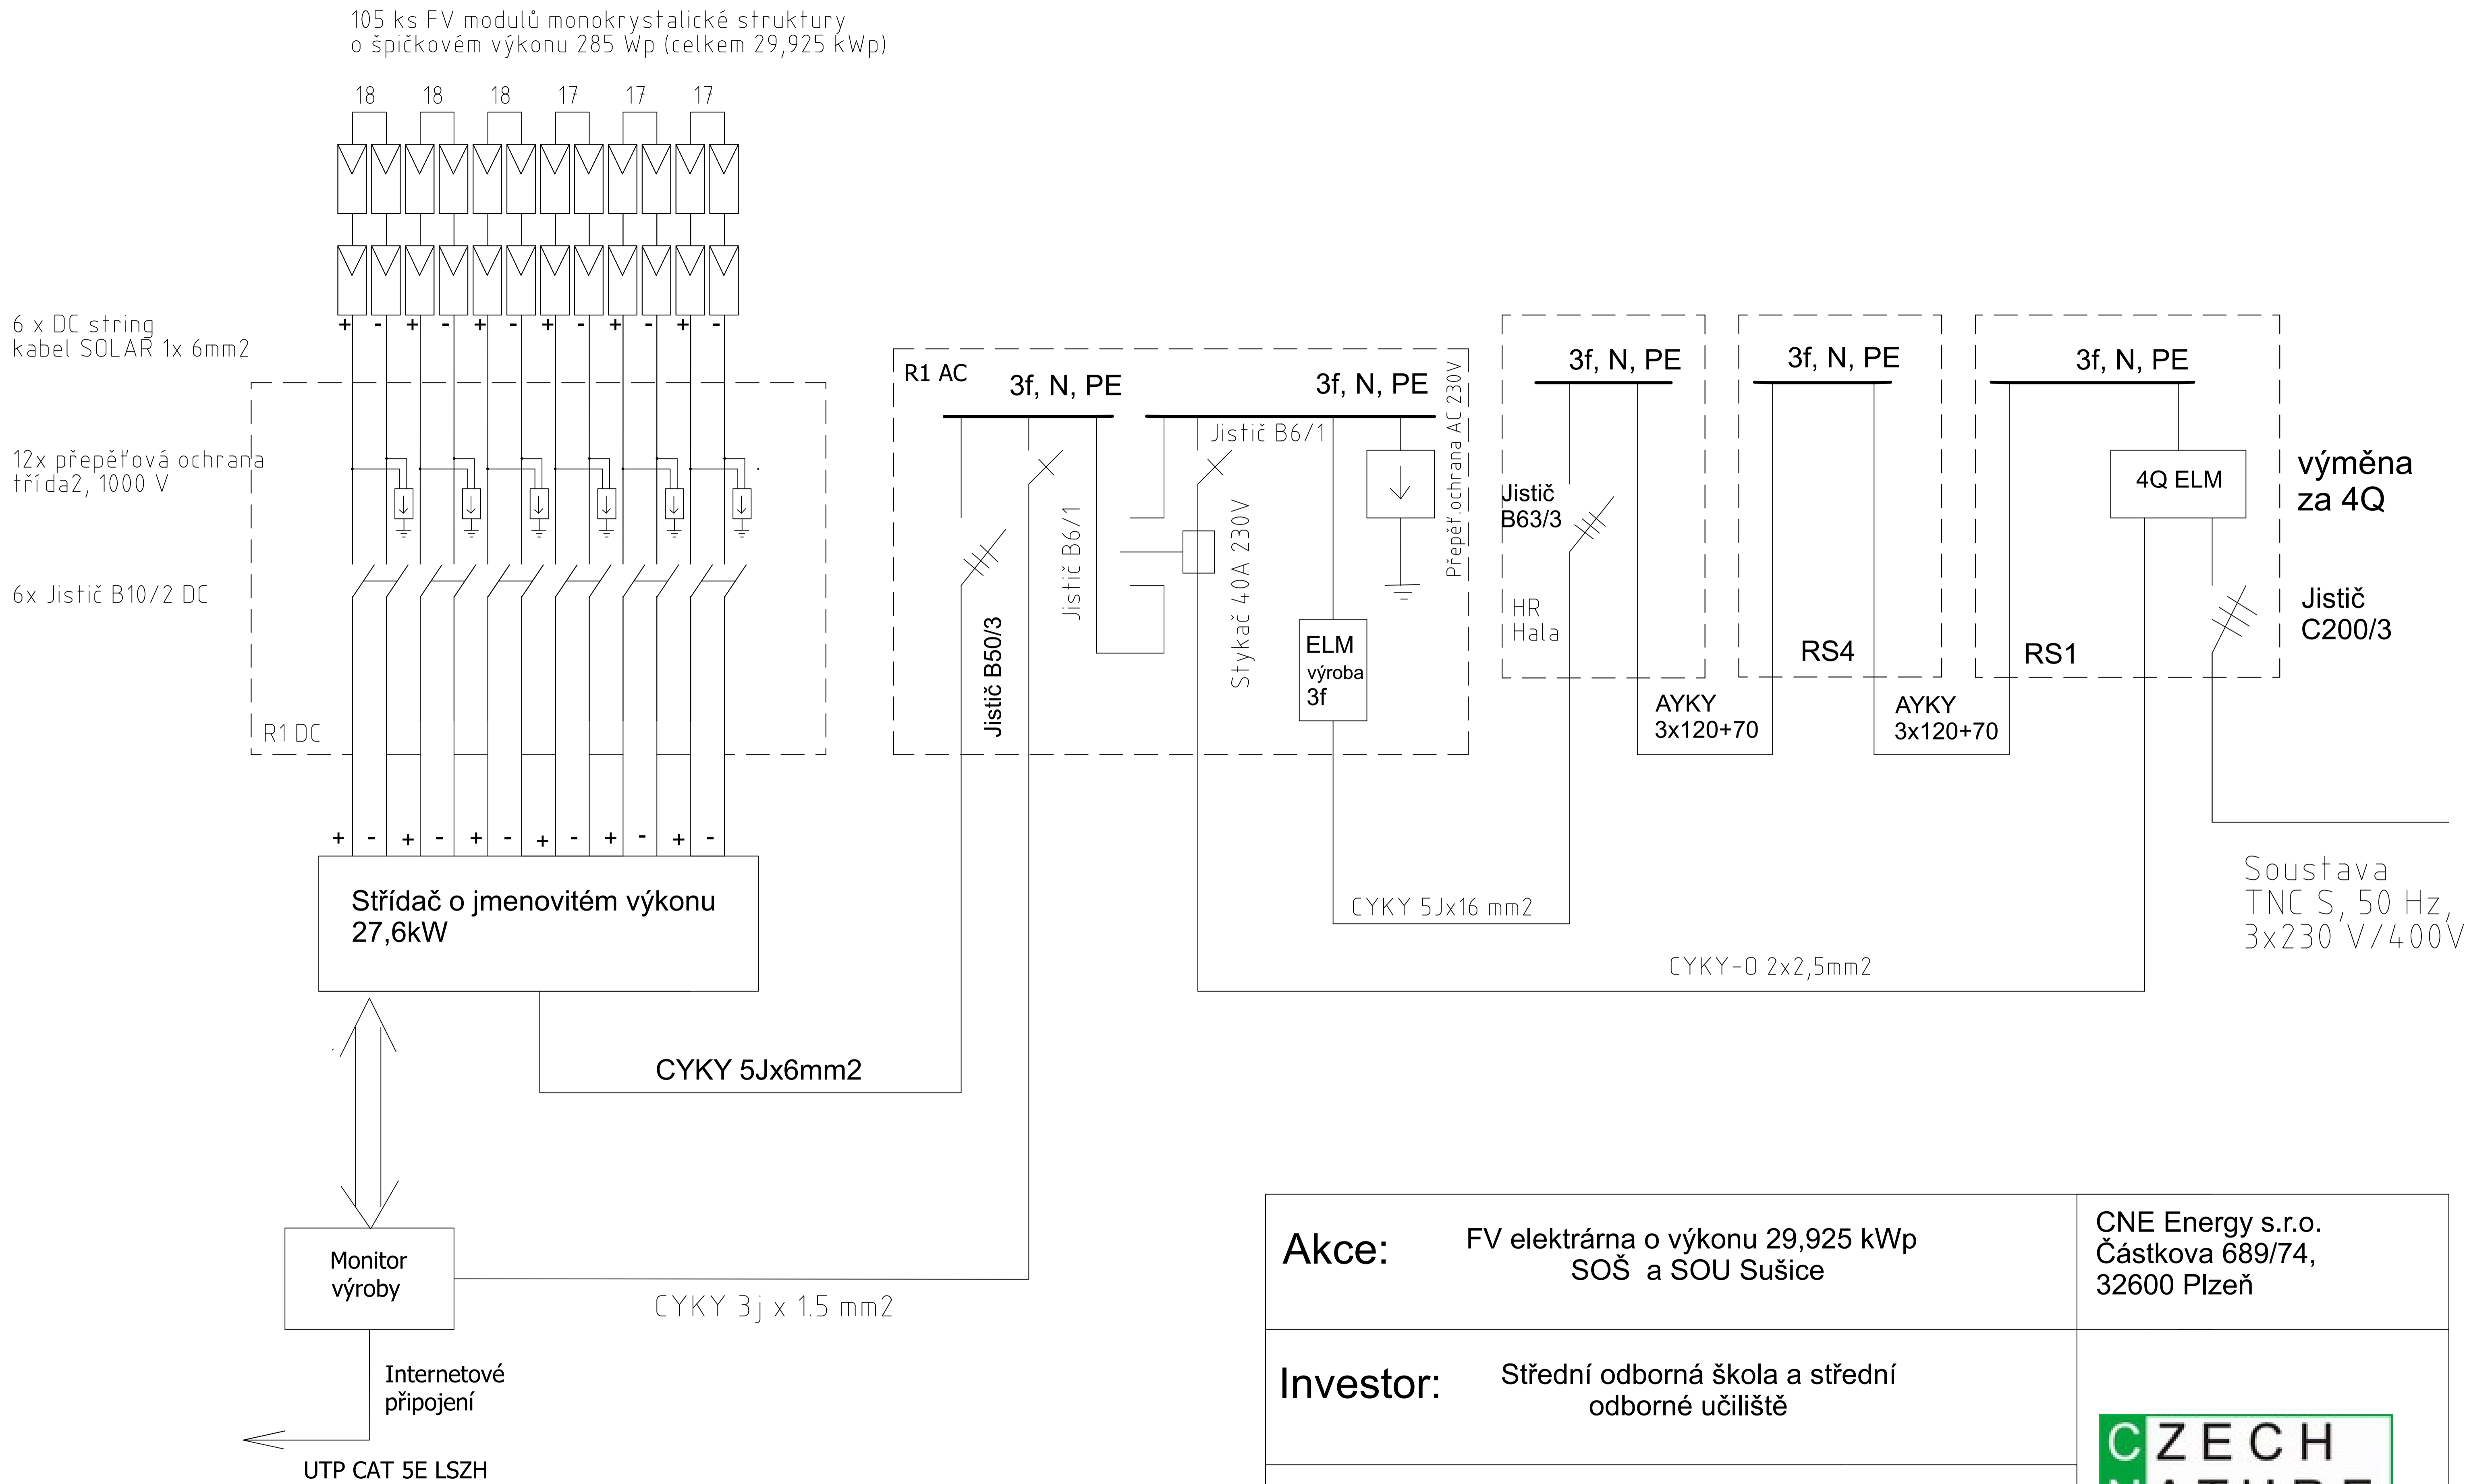 105 ks FV modulů monokrystalické struktury
o špičkovém výkonu 285 Wp (celkem 29,925 kWp)
18 18 18 17 17 17
6 x DC string
kabel SOLAR 1x 6mm2
+ - + - + - + - + - + -
12x přepěťová ochrana
třída2, 1000 V
6x Jistič B10/2 DC
R1 DC
+ - + - + - + - + - + -
Střídač o jmenovitém výkonu
27,6kW
Monitor
výroby
Internetové
připojení
UTP CAT 5E LSZH
CYKY 5Jx6mm2
CYKY 3j x 1.5 mm2
R1 AC
3f, N, PE
3f, N, PE
Jistič B50/3
Jistič B6/1
Jistič B6/1
Stykač 40A 230V
Přepěť.ochrana AC 230V
ELM
výroba
3f
CYKY 5Jx16 mm2
CYKY-O 2x2,5mm2
3f, N, PE
Jistič
B63/3
HR
Hala
AYKY
3x120+70
3f, N, PE
RS4
AYKY
3x120+70
3f, N, PE
RS1
4Q ELM
výměna
za 4Q
Jistič
C200/3
Soustava
TNC S, 50 Hz,
3x230 V/400V
Akce:
FV elektrárna o výkonu 29,925 kWp
SOŠ a SOU Sušice
CNE Energy s.r.o.
Částkova 689/74,
32600 Plzeň
Investor:
Střední odborná škola a střední
odborné učiliště
CZECH
NATURE